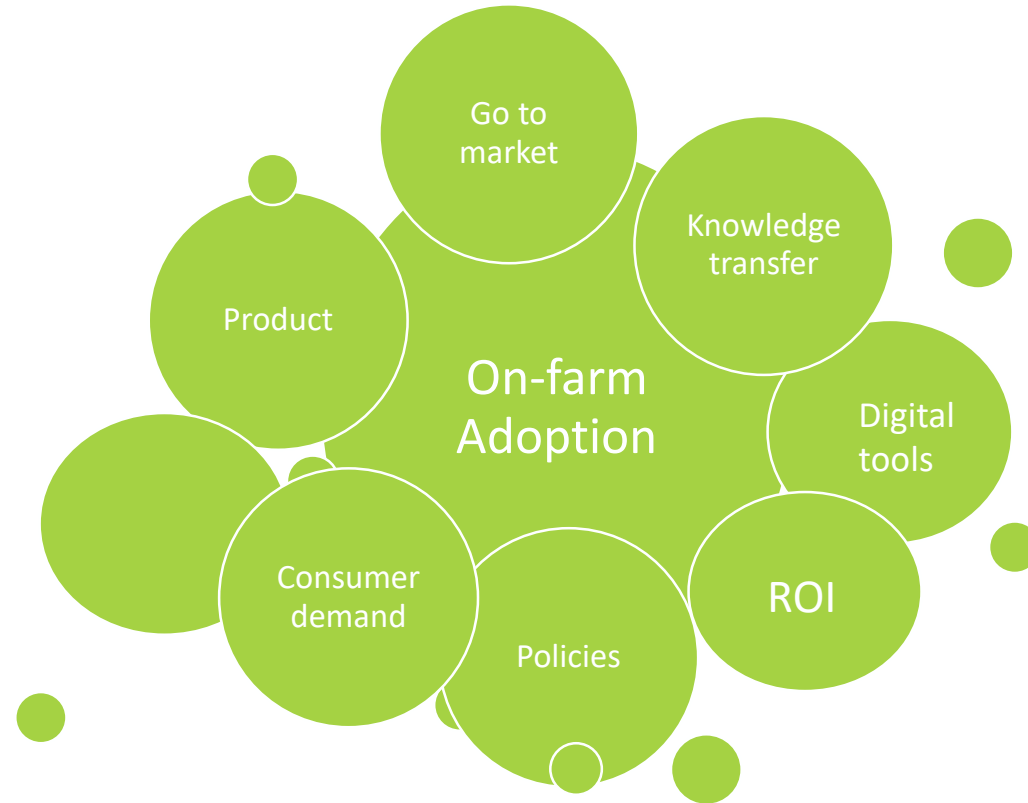 Go to
market
Knowledge
transfer
Product
On-farm
Adoption
Digital
tools
Consumer
demand
ROI
Policies